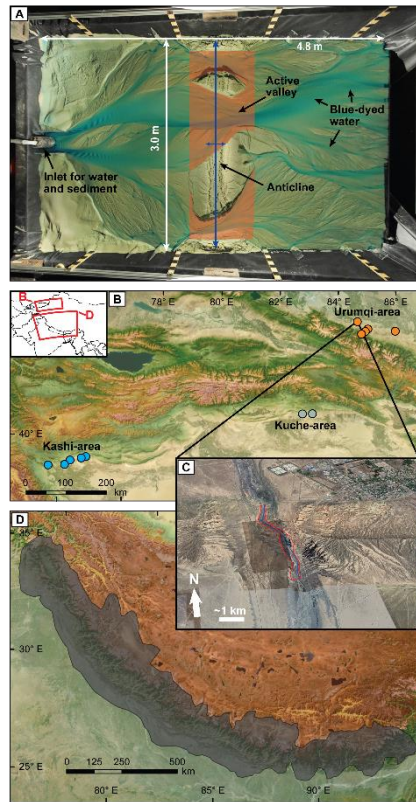 A
4.8 m
Active
valley
Blue-dyed
water
3.0 m
Inlet for water
and sediment
Anticline
B
D
B
78° E
80° E
82° E
84° E
86° E
Urumqi-area
Kuche-area
40° N
Kashi-area
0
100
200
km
C
N
~1 km
D
35° N
30° E
25° E
0
125
250
500
km
80° E
85° E
90° E